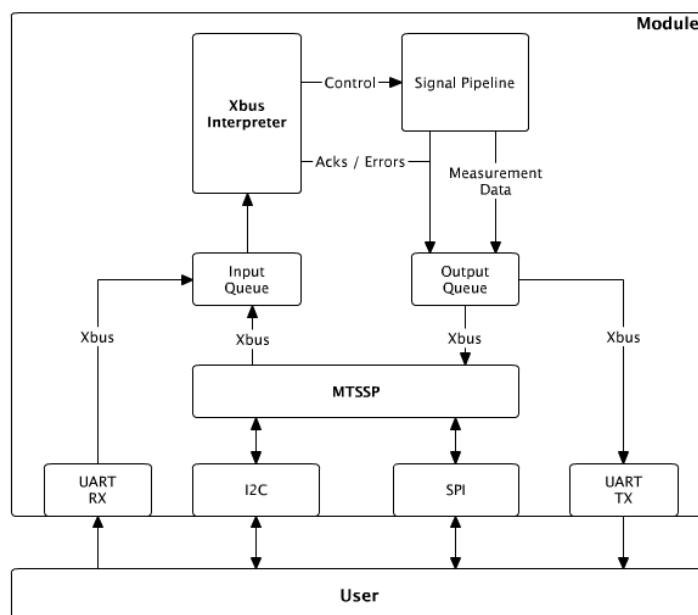 Module
Xbus
Interpreter
Control
Signal Pipeline
Acks / Errors
Measurement
Data
Input
Queue
Output
Queue
Xbus
Xbus
Xbus
Xbus
MTSSP
UART
RX
I2C
SPI
UART
TX
User